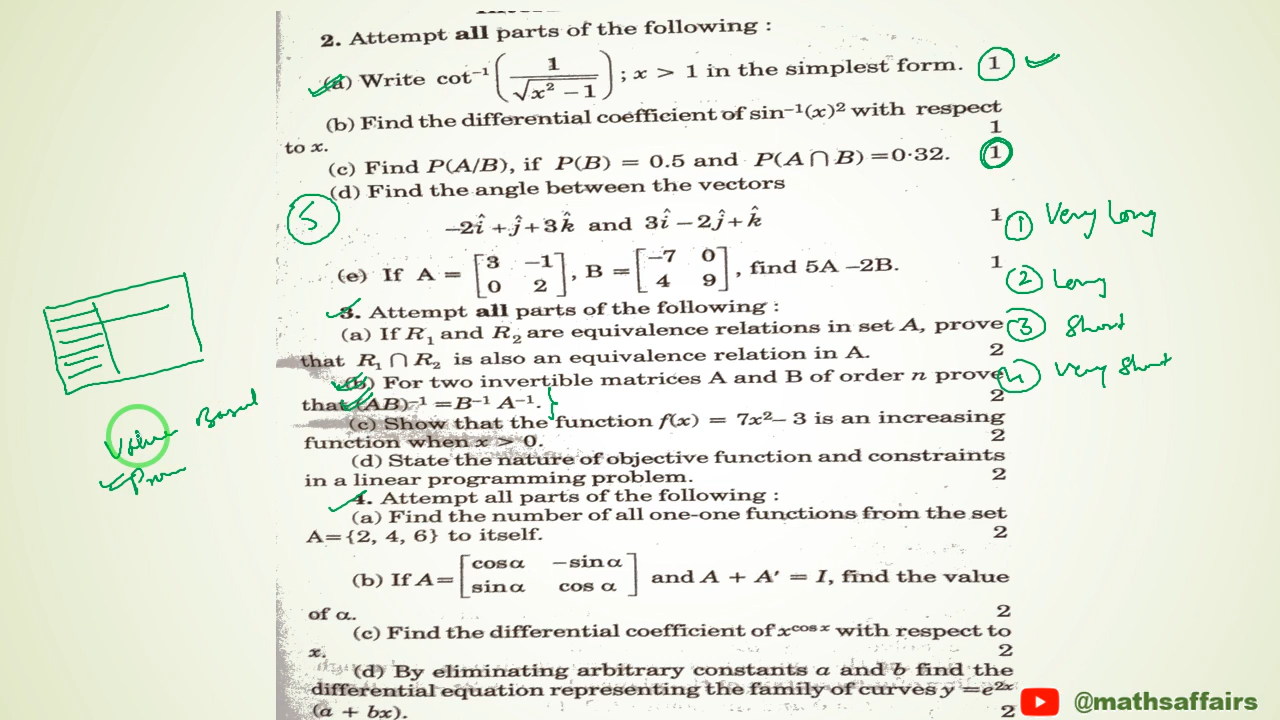 2. Attempt all parts of the following :
(a) Write cot⁻¹ (1/√(x² − 1)) ; x > 1 in the simplest form. 1
(b) Find the differential coefficient of sin⁻¹(x)² with respect
to x. 1
(c) Find P(A/B), if P(B) = 0.5 and P(A ∩ B) = 0·32. 1
(d) Find the angle between the vectors
5
−2î + ĵ + 3k̂ and 3î − 2ĵ + k̂ 1
① Very Long
(e) If A = [3 −1; 0 2], B = [−7 0; 4 9], find 5A − 2B. 1
② Long
3. Attempt all parts of the following :
(a) If R₁ and R₂ are equivalence relations in set A, prove
③ Short
that R₁ ∩ R₂ is also an equivalence relation in A. 2
(b) For two invertible matrices A and B of order n prove
④ Very Short
that (AB)⁻¹ = B⁻¹ A⁻¹. 2
(c) Show that the function f(x) = 7x² − 3 is an increasing
function when x > 0. 2
Value Based
(d) State the nature of objective function and constraints
in a linear programming problem. 2
4. Attempt all parts of the following :
(a) Find the number of all one-one functions from the set
A={2, 4, 6} to itself. 2
(b) If A= [cos α −sin α; sin α cos α] and A + A′ = I, find the value
of α. 2
(c) Find the differential coefficient of x^cos x with respect to
x. 2
(d) By eliminating arbitrary constants a and b find the
differential equation representing the family of curves y = e²ˣ
(a + bx). 2
@mathsaffairs